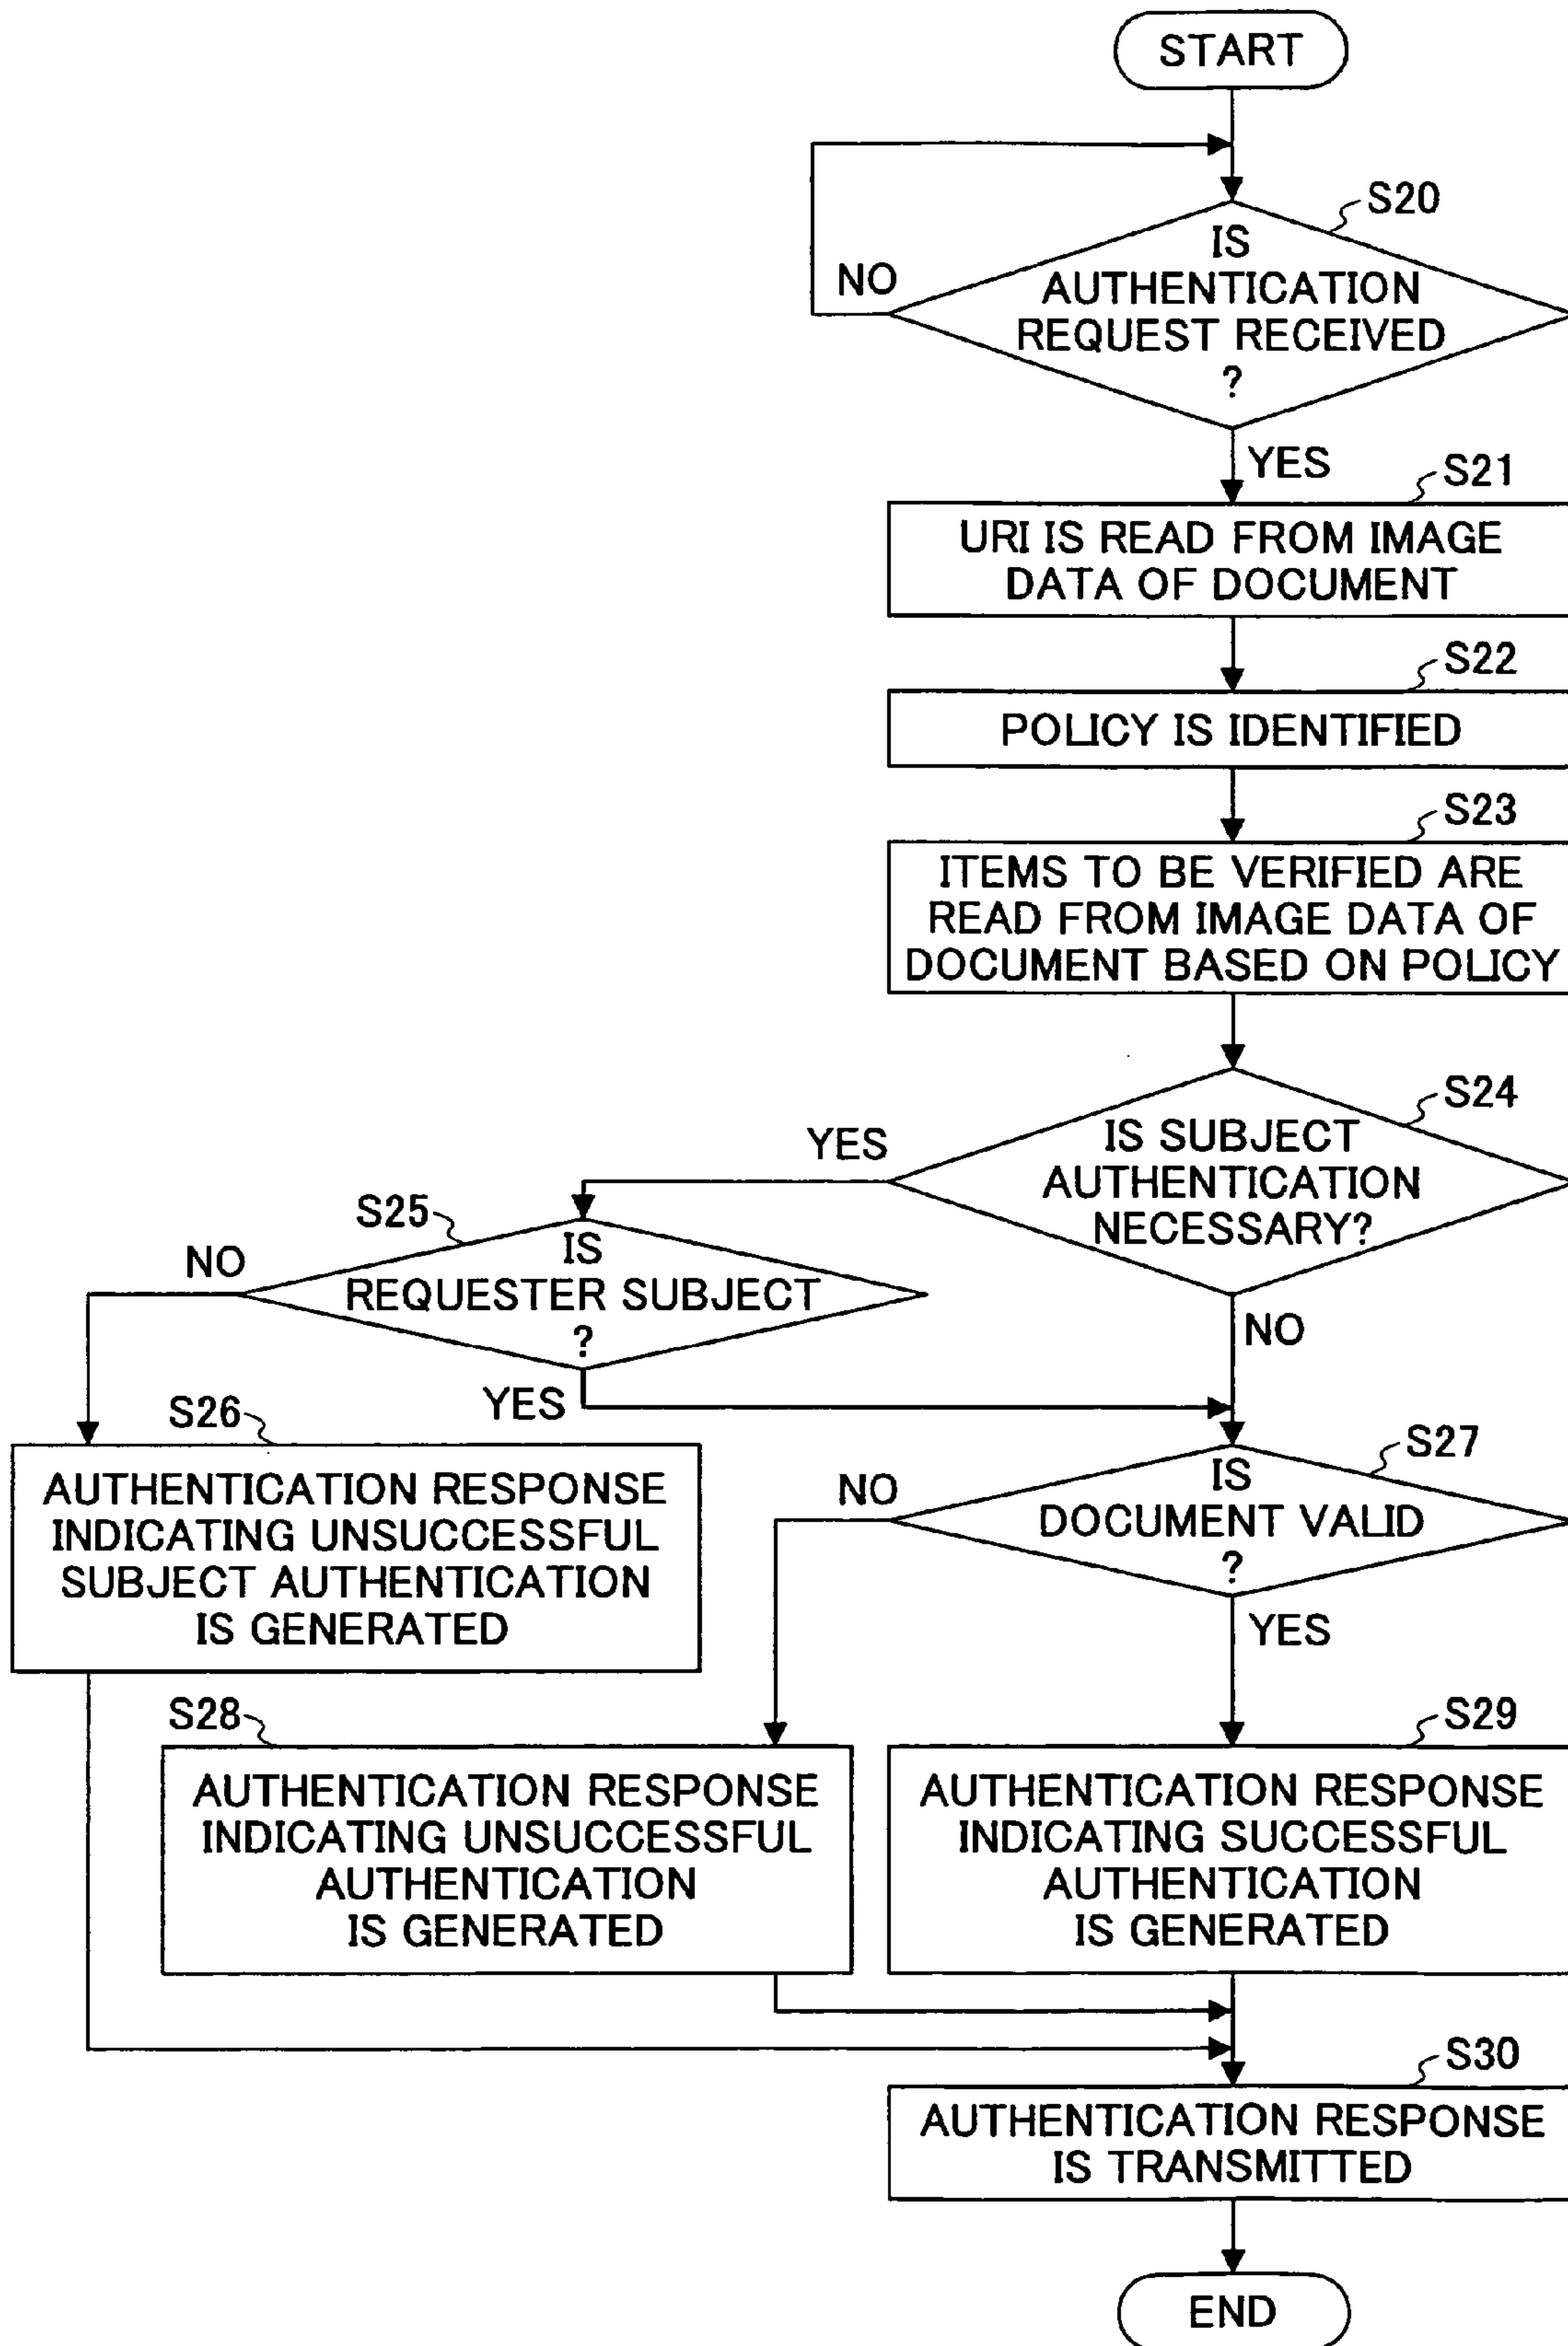 START
S20
IS
AUTHENTICATION
REQUEST RECEIVED
?
NO
YES
S21
URI IS READ FROM IMAGE
DATA OF DOCUMENT
S22
POLICY IS IDENTIFIED
S23
ITEMS TO BE VERIFIED ARE
READ FROM IMAGE DATA OF
DOCUMENT BASED ON POLICY
S24
IS SUBJECT
AUTHENTICATION
NECESSARY?
YES
NO
S25
IS
REQUESTER SUBJECT
?
NO
YES
S26
AUTHENTICATION RESPONSE
INDICATING UNSUCCESSFUL
SUBJECT AUTHENTICATION
IS GENERATED
S27
IS
DOCUMENT VALID
?
NO
YES
S28
AUTHENTICATION RESPONSE
INDICATING UNSUCCESSFUL
AUTHENTICATION
IS GENERATED
S29
AUTHENTICATION RESPONSE
INDICATING SUCCESSFUL
AUTHENTICATION
IS GENERATED
S30
AUTHENTICATION RESPONSE
IS TRANSMITTED
END